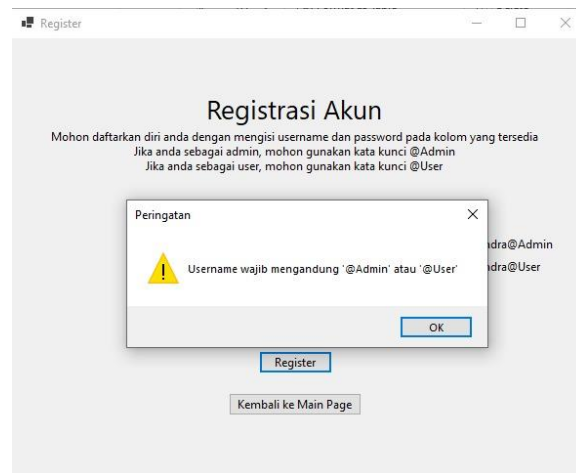 Register
Registrasi Akun
Mohon daftarkan diri anda dengan mengisi username dan password pada kolom yang tersedia
Jika anda sebagai admin, mohon gunakan kata kunci @Admin
Jika anda sebagai user, mohon gunakan kata kunci @User
Peringatan
ndra@Admin
Username wajib mengandung '@Admin' atau '@User'
ndra@User
OK
Register
Kembali ke Main Page